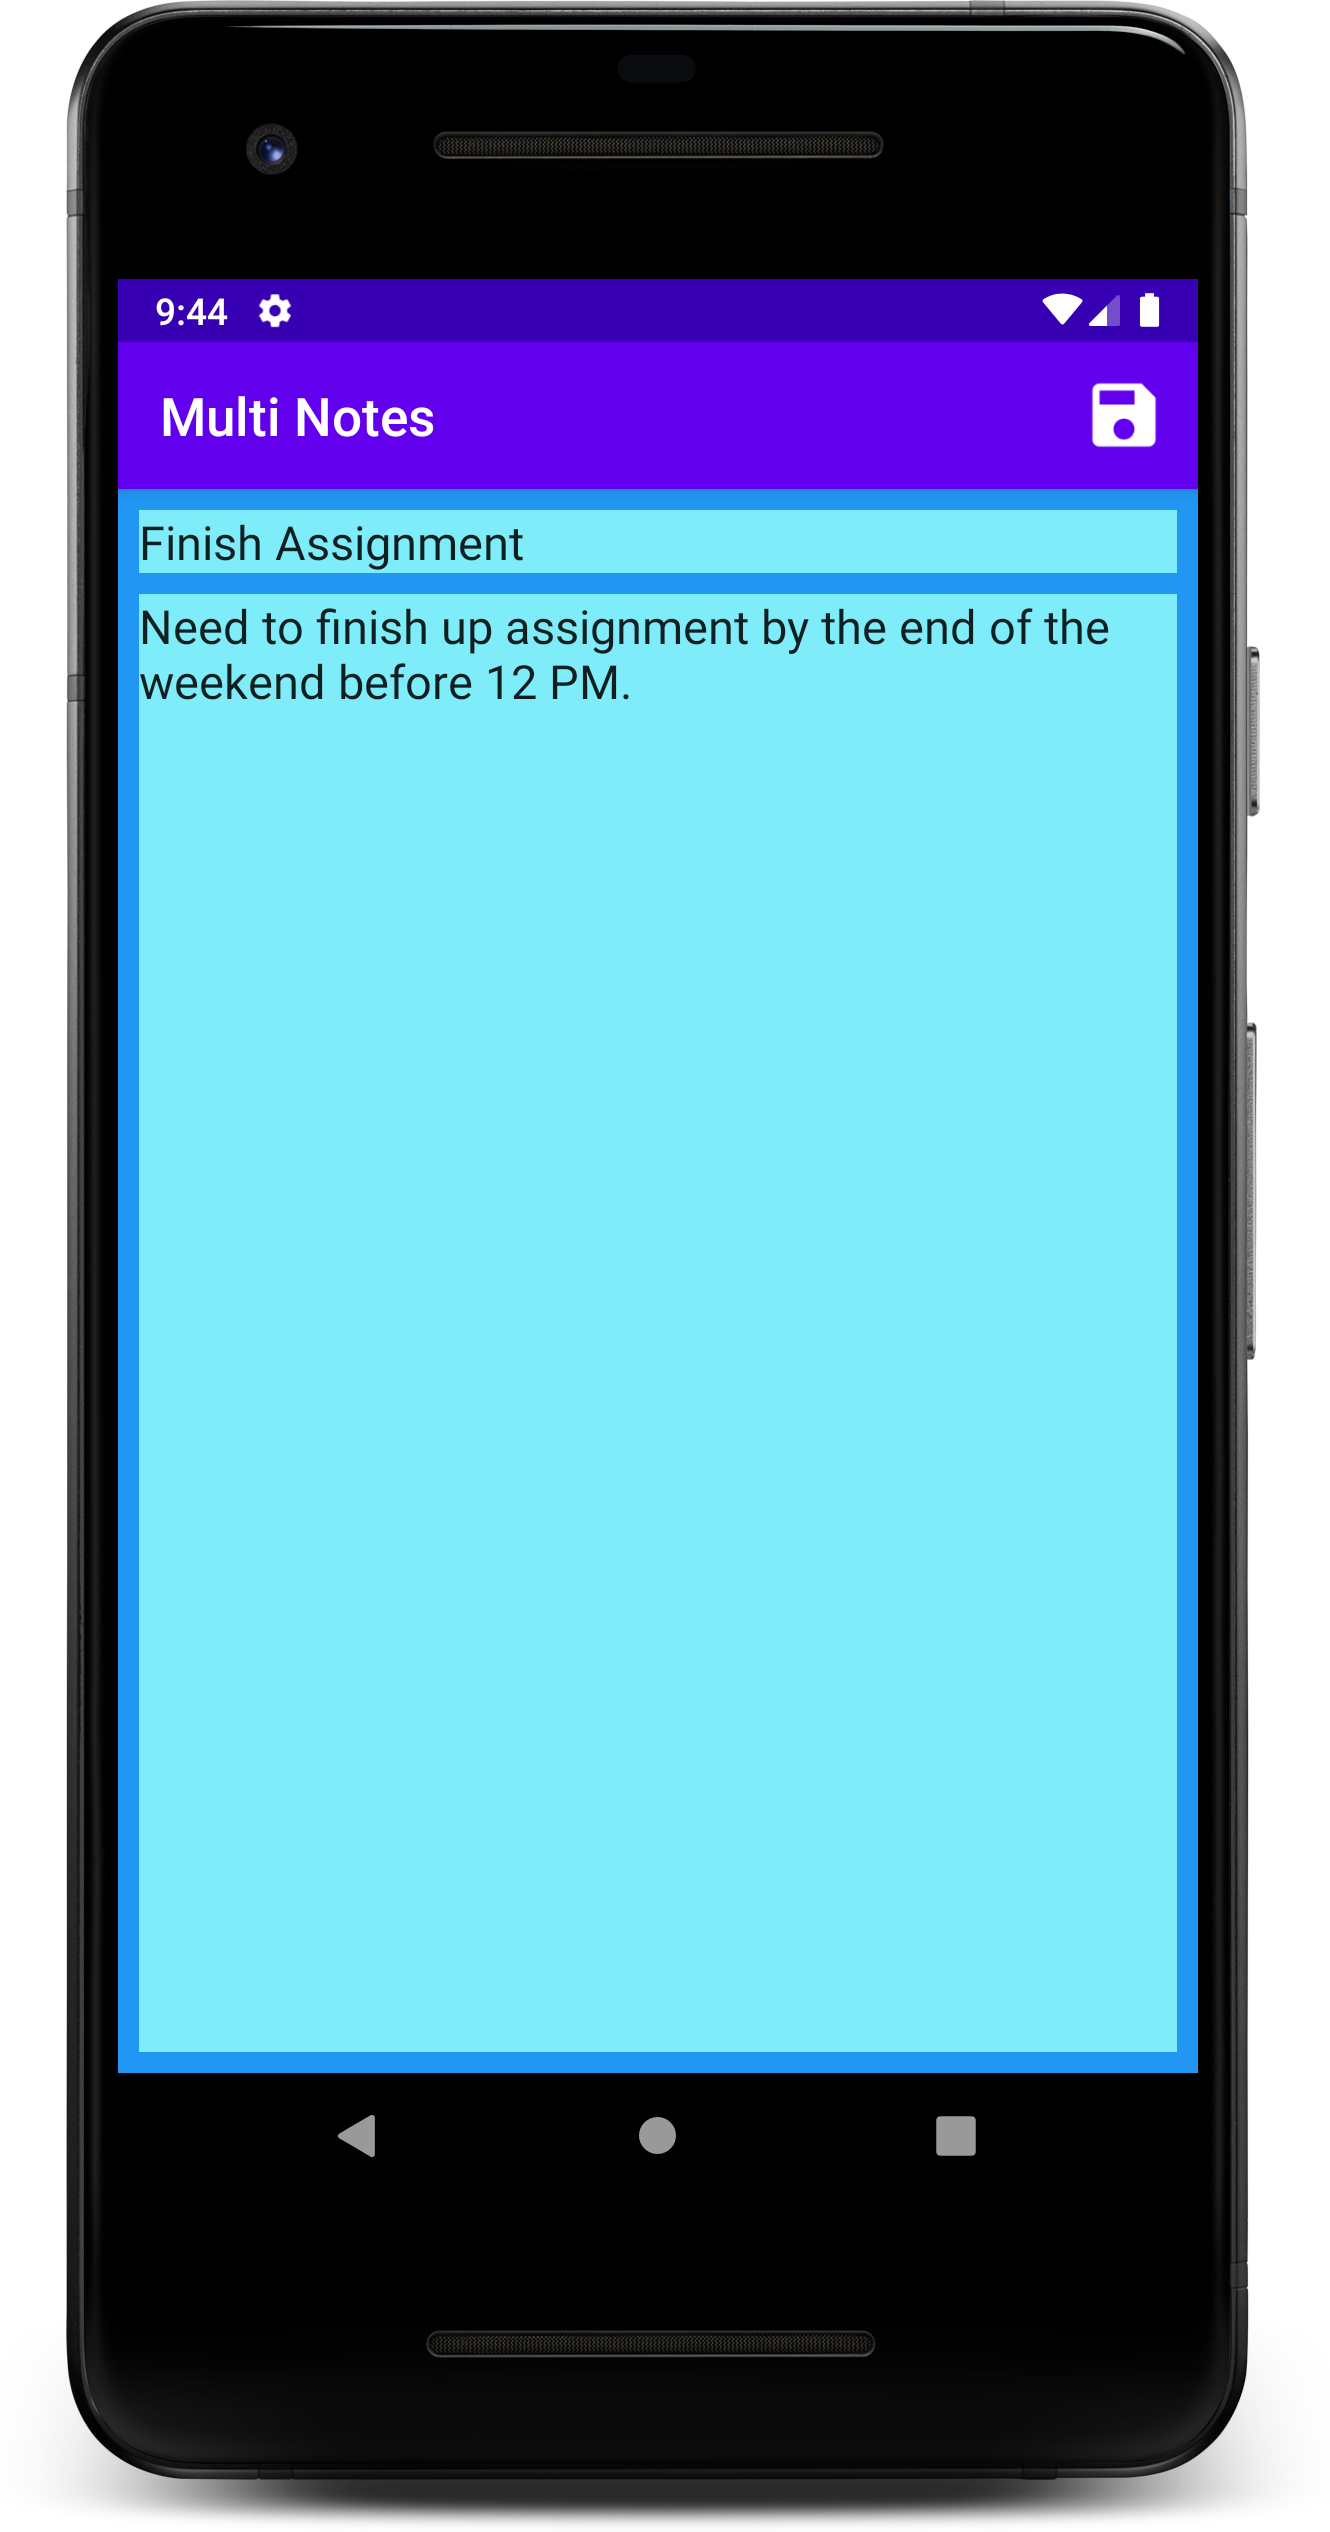 9:44
Multi Notes
Finish Assignment
Need to finish up assignment by the end of the
weekend before 12 PM.